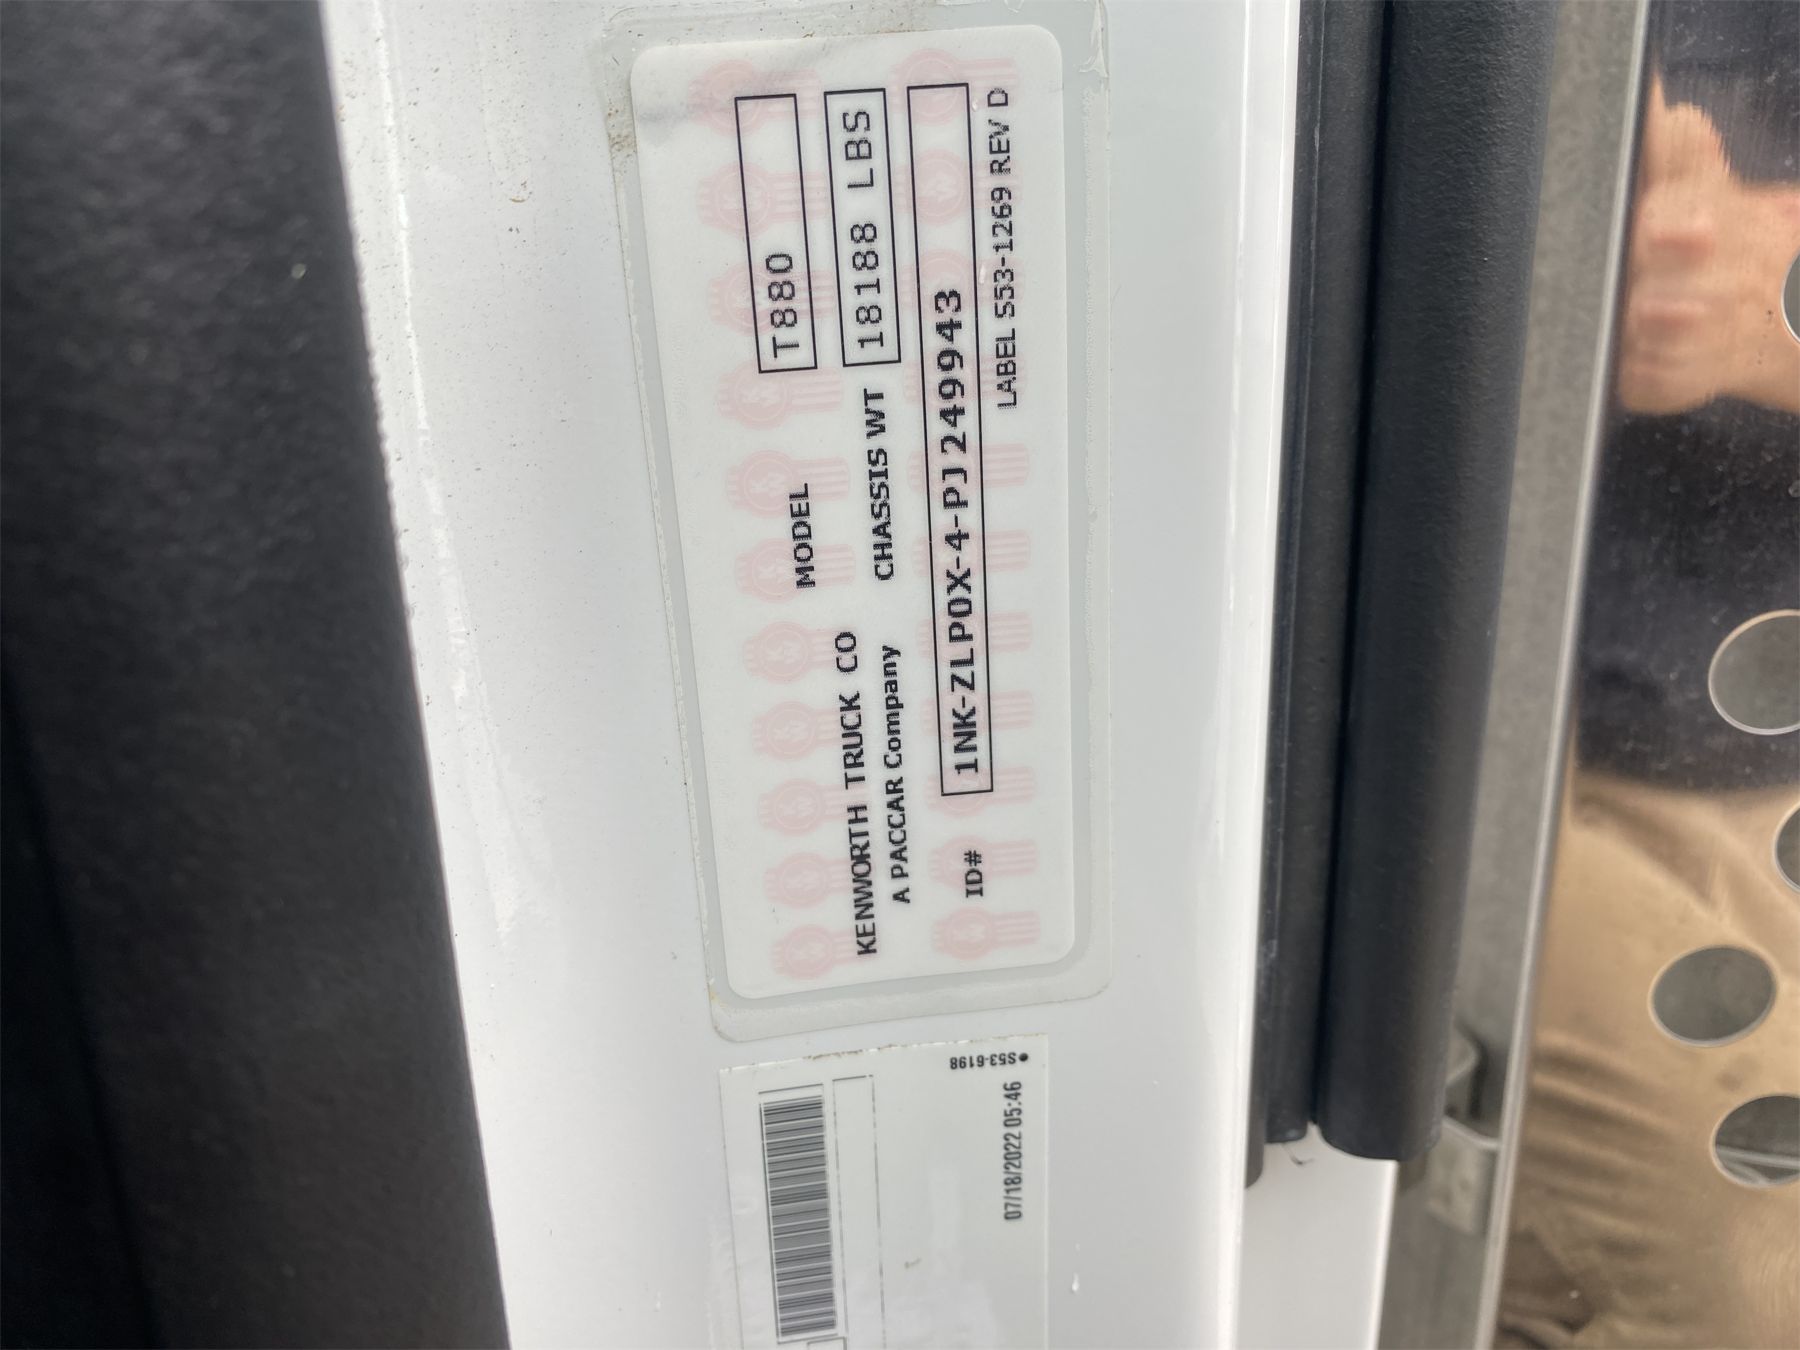 MODEL T880
KENWORTH TRUCK CO
A PACCAR Company
CHASSIS WT 18188 LBS
ID# 1NK-ZLP0X-4-PJ249943
LABEL S53-1269 REV D
S53-6198
07/18/2022 05:46